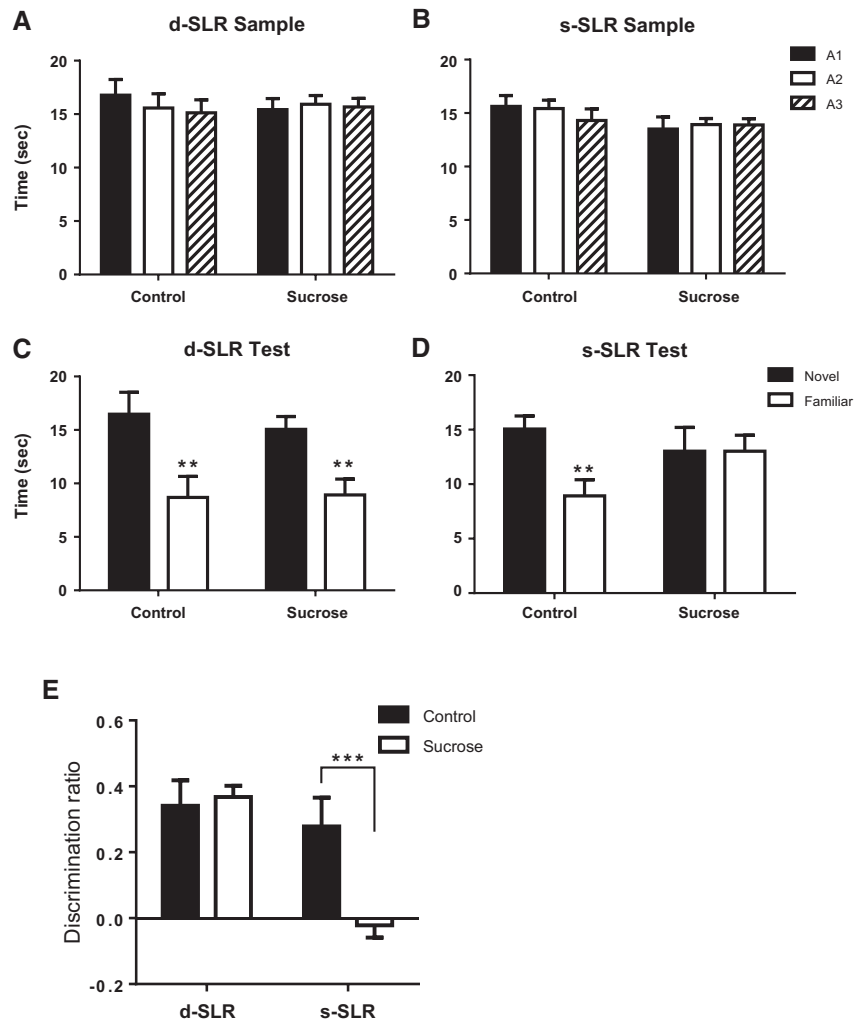 A
d-SLR Sample
Time (sec)
20
15
10
5
0
Control
Sucrose
B
s-SLR Sample
A1
A2
A3
20
15
10
5
0
Control
Sucrose
C
d-SLR Test
Time (sec)
20
15
10
5
0
**
**
Control
Sucrose
D
s-SLR Test
Novel
Familiar
20
15
10
5
0
**
Control
Sucrose
E
Control
Sucrose
Discrimination ratio
0.6
0.4
0.2
0.0
-0.2
***
d-SLR
s-SLR